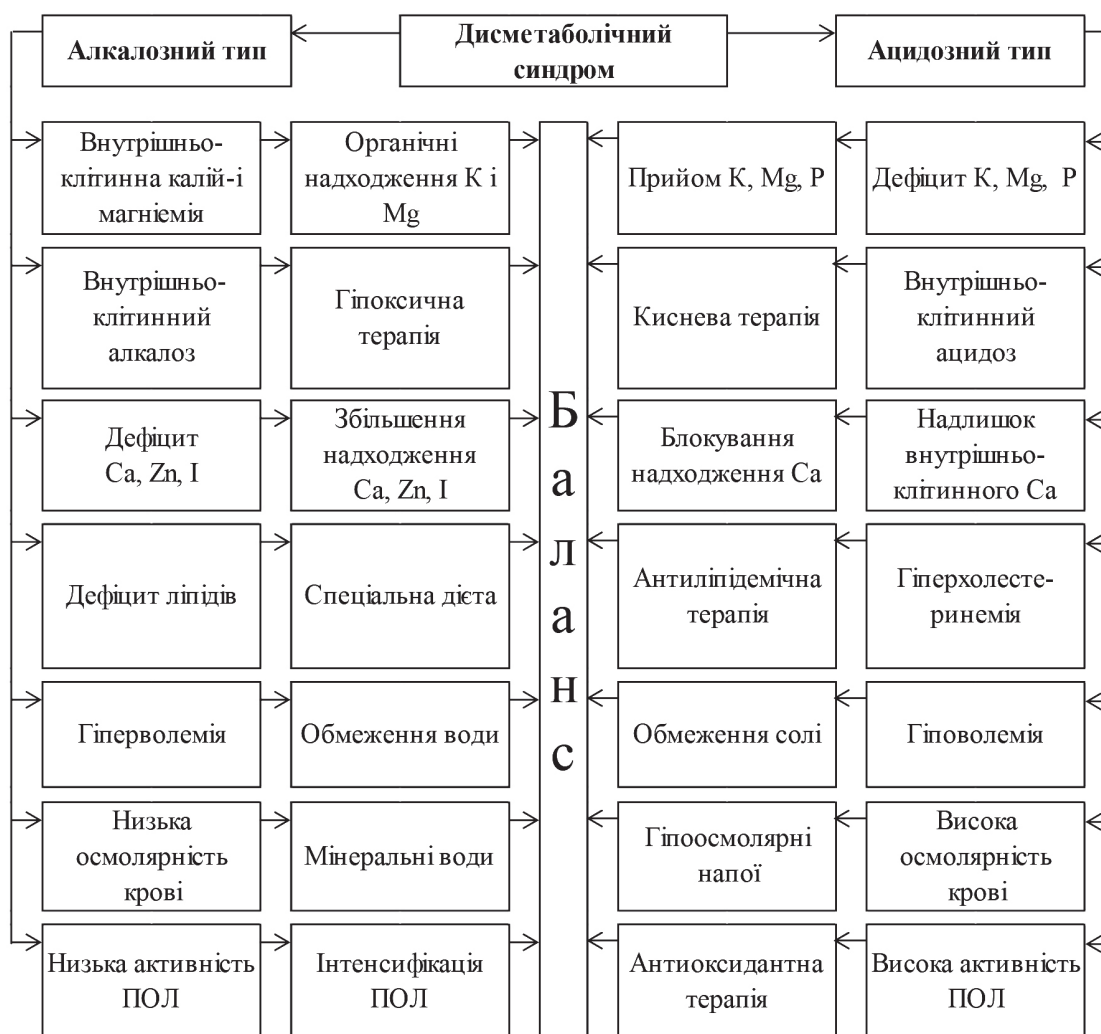 Алкалозний тип
Дисметаболічний
синдром
Ацидозний тип
Внутрішньо-
клітинна калій-і
магніемія
Органічні
надходження К і
Mg
Прийом К, Mg, Р
Дефіцит К, Mg, Р
Внутрішньо-
клітинний
алкалоз
Гіпоксична
терапія
Киснева терапія
Внутрішньо-
клітинний
ацидоз
Дефіцит
Ca, Zn, I
Збільшення
надходження
Ca, Zn, I
Блокування
надходження Са
Надлишок
внутрішньо-
клітинного Са
Дефіцит ліпідів
Спеціальна дієта
Антиліпідемічна
терапія
Гіперхолесте-
ринемія
Гіперволемія
Обмеження води
Обмеження солі
Гіповолемія
Низька
осмолярність
крові
Мінеральні води
Гіпоосмолярні
напої
Висока
осмолярність
крові
Низька активність
ПОЛ
Інтенсифікація
ПОЛ
Антиоксидантна
терапія
Висока активність
ПОЛ
Баланс